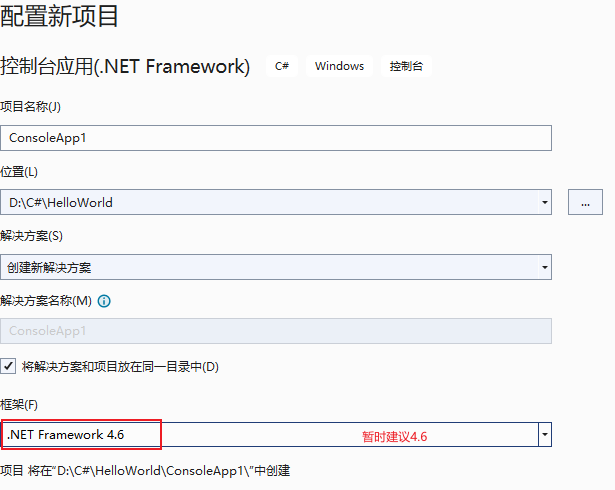 配置新项目
控制台应用(.NET Framework) C# Windows 控制台
项目名称(J)
ConsoleApp1
位置(L)
D:\C#\HelloWorld ...
解决方案(S)
创建新解决方案
解决方案名称(M)
ConsoleApp1
将解决方案和项目放在同一目录中(D)
框架(F)
.NET Framework 4.6 暂时建议4.6
项目 将在"D:\C#\HelloWorld\ConsoleApp1\"中创建